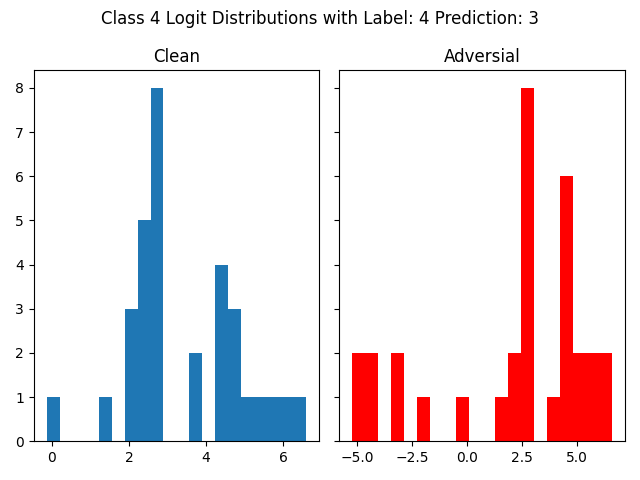 Class 4 Logit Distributions with Label: 4 Prediction: 3
Clean
Adversial
8
7
6
5
4
3
2
1
0
0 2 4 6
−5.0 −2.5 0.0 2.5 5.0